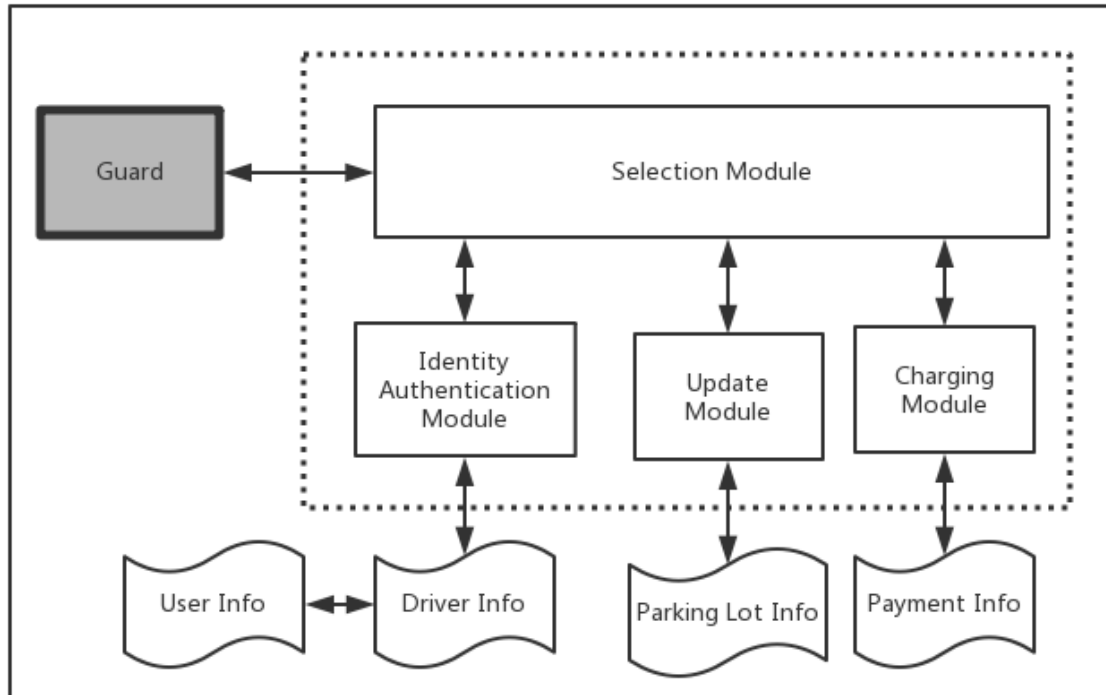 Guard
Selection Module
Identity
Authentication
Module
Update
Module
Charging
Module
User Info
Driver Info
Parking Lot Info
Payment Info